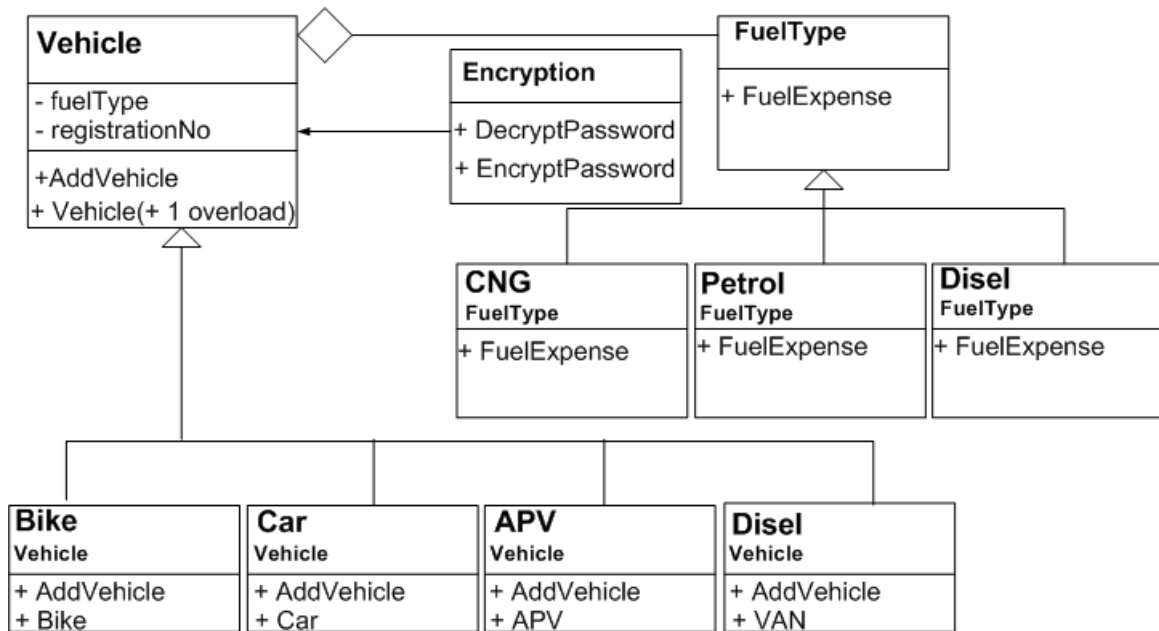 Vehicle
- fuelType
- registrationNo
+AddVehicle
+ Vehicle(+ 1 overload)
Encryption
+ DecryptPassword
+ EncryptPassword
FuelType
+ FuelExpense
CNG
FuelType
+ FuelExpense
Petrol
FuelType
+ FuelExpense
Disel
FuelType
+ FuelExpense
Bike
Vehicle
+ AddVehicle
+ Bike
Car
Vehicle
+ AddVehicle
+ Car
APV
Vehicle
+ AddVehicle
+ APV
Disel
Vehicle
+ AddVehicle
+ VAN